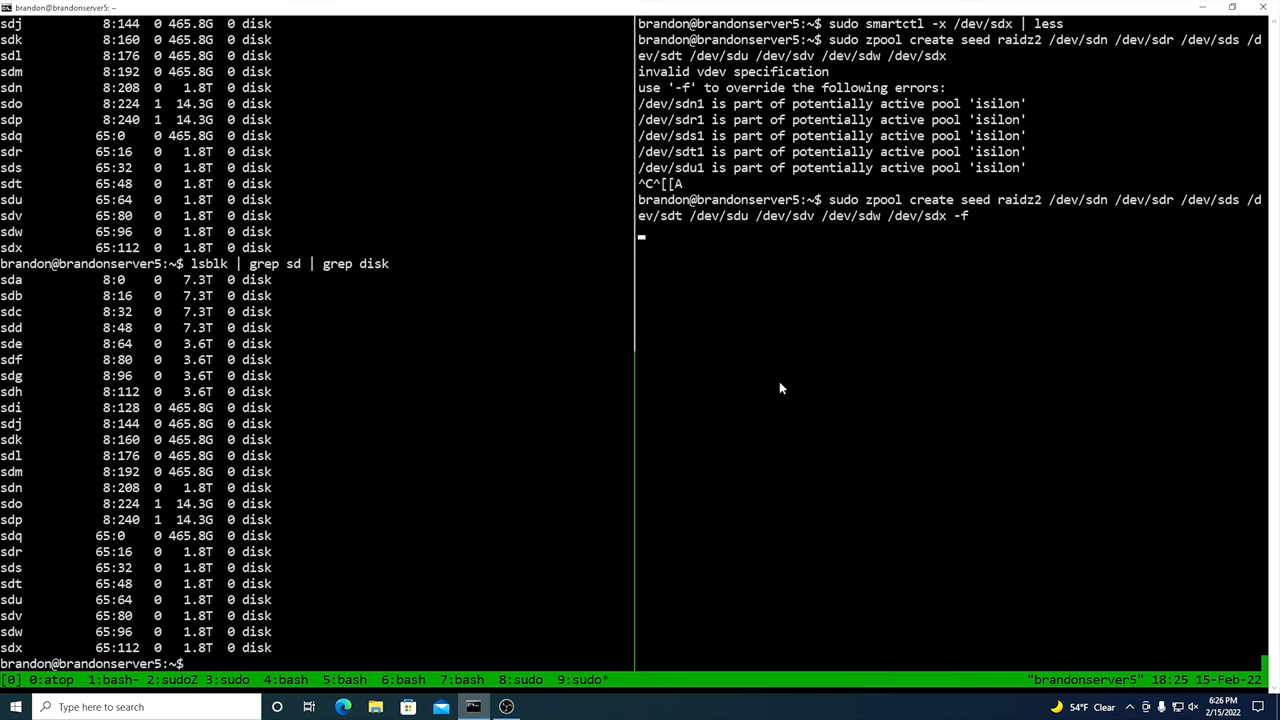 brandon@brandonserver5: ~
sdj 8:144 0 465.8G 0 disk
sdk 8:160 0 465.8G 0 disk
sdl 8:176 0 465.8G 0 disk
sdm 8:192 0 465.8G 0 disk
sdn 8:208 0 1.8T 0 disk
sdo 8:224 1 14.3G 0 disk
sdp 8:240 1 14.3G 0 disk
sdq 65:0 0 465.8G 0 disk
sdr 65:16 0 1.8T 0 disk
sds 65:32 0 1.8T 0 disk
sdt 65:48 0 1.8T 0 disk
sdu 65:64 0 1.8T 0 disk
sdv 65:80 0 1.8T 0 disk
sdw 65:96 0 1.8T 0 disk
sdx 65:112 0 1.8T 0 disk
brandon@brandonserver5:~$ lsblk | grep sd | grep disk
sda 8:0 0 7.3T 0 disk
sdb 8:16 0 7.3T 0 disk
sdc 8:32 0 7.3T 0 disk
sdd 8:48 0 7.3T 0 disk
sde 8:64 0 3.6T 0 disk
sdf 8:80 0 3.6T 0 disk
sdg 8:96 0 3.6T 0 disk
sdh 8:112 0 3.6T 0 disk
sdi 8:128 0 465.8G 0 disk
sdj 8:144 0 465.8G 0 disk
sdk 8:160 0 465.8G 0 disk
sdl 8:176 0 465.8G 0 disk
sdm 8:192 0 465.8G 0 disk
sdn 8:208 0 1.8T 0 disk
sdo 8:224 1 14.3G 0 disk
sdp 8:240 1 14.3G 0 disk
sdq 65:0 0 465.8G 0 disk
sdr 65:16 0 1.8T 0 disk
sds 65:32 0 1.8T 0 disk
sdt 65:48 0 1.8T 0 disk
sdu 65:64 0 1.8T 0 disk
sdv 65:80 0 1.8T 0 disk
sdw 65:96 0 1.8T 0 disk
sdx 65:112 0 1.8T 0 disk
brandon@brandonserver5:~$
brandon@brandonserver5:~$ sudo smartctl -x /dev/sdx | less
brandon@brandonserver5:~$ sudo zpool create seed raidz2 /dev/sdn /dev/sdr /dev/sds /d
ev/sdt /dev/sdu /dev/sdv /dev/sdw /dev/sdx
invalid vdev specification
use '-f' to override the following errors:
/dev/sdn1 is part of potentially active pool 'isilon'
/dev/sdr1 is part of potentially active pool 'isilon'
/dev/sds1 is part of potentially active pool 'isilon'
/dev/sdt1 is part of potentially active pool 'isilon'
/dev/sdu1 is part of potentially active pool 'isilon'
^C^[[A
brandon@brandonserver5:~$ sudo zpool create seed raidz2 /dev/sdn /dev/sdr /dev/sds /d
ev/sdt /dev/sdu /dev/sdv /dev/sdw /dev/sdx -f
[0] 0:atop 1:bash- 2:sudoZ 3:sudo 4:bash 5:bash 6:bash 7:bash 8:sudo 9:sudo* "brandonserver5" 18:25 15-Feb-22
Type here to search
54°F Clear
6:26 PM
2/15/2022